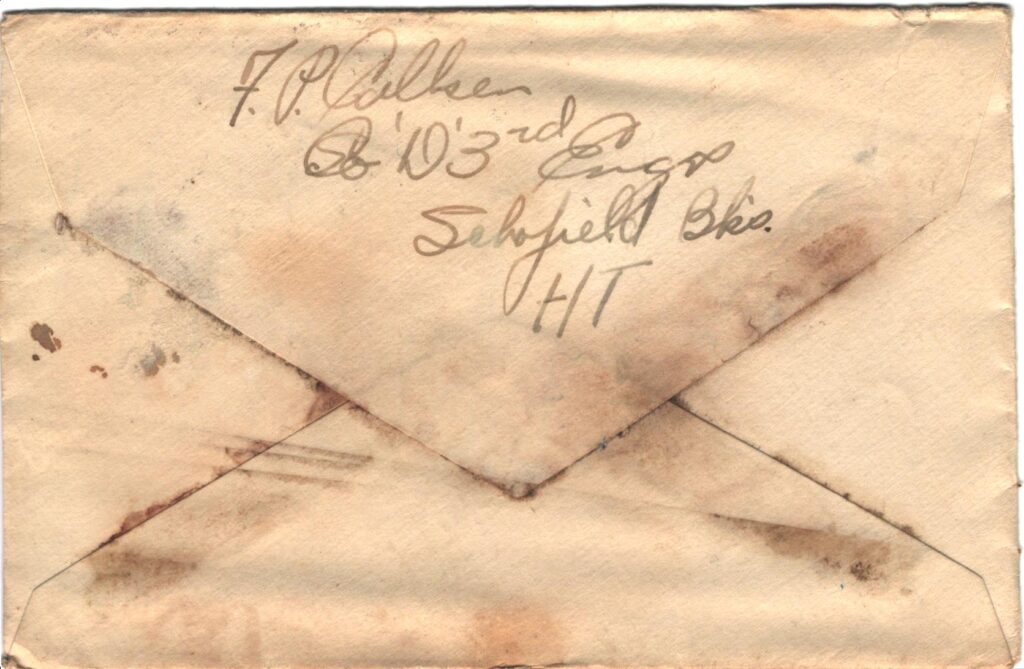 F. P. Callsen
Co 'D' 3rd Engrs
Schofield Bks.
HT